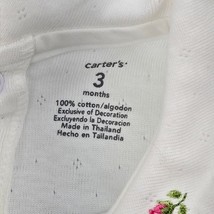 carter's®
3
months
100% cotton/algodon
Exclusive of Decoration
Excluyendo la Decoracion
Made in Thailand
Hecho en Tailandia